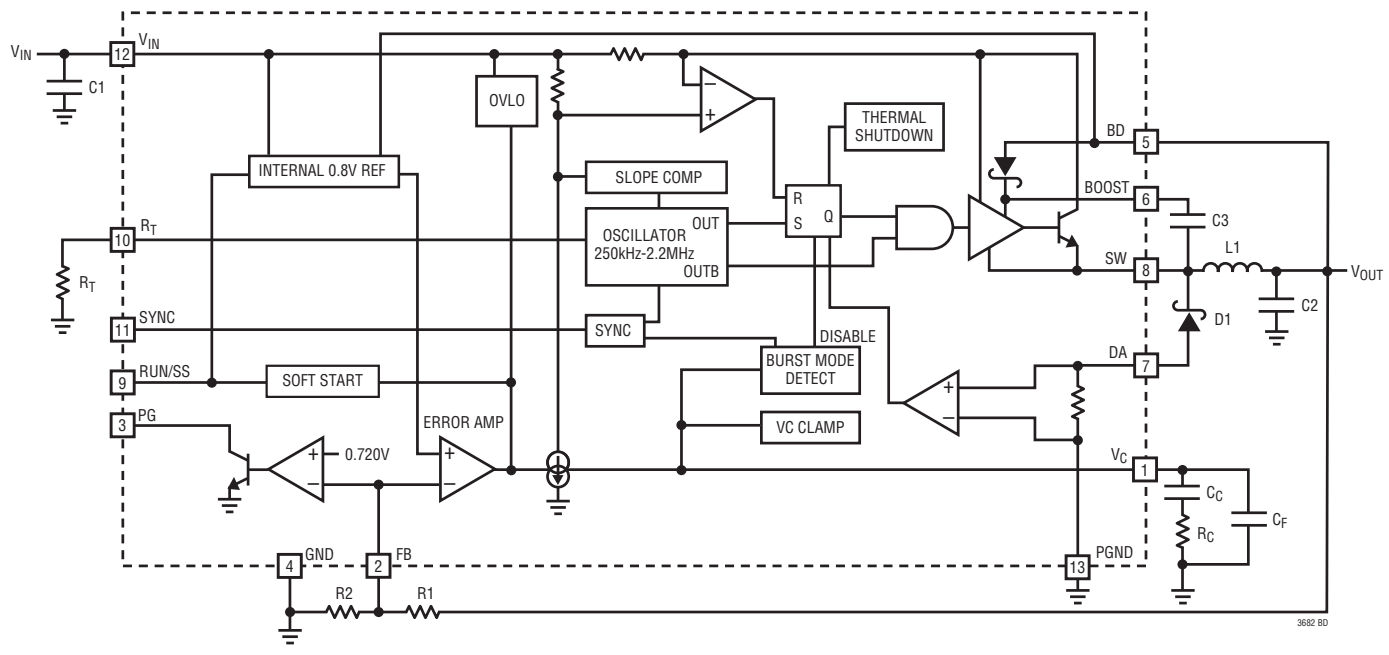 VIN
12
VIN
C1
OVLO
−
+
THERMAL
SHUTDOWN
BD
5
INTERNAL 0.8V REF
SLOPE COMP
BOOST
6
C3
R
S
Q
RT
10
RT
OSCILLATOR
250kHz-2.2MHz
OUT
OUTB
SW
8
L1
VOUT
C2
D1
11
SYNC
SYNC
DISABLE
BURST MODE
DETECT
DA
7
+
−
9
RUN/SS
SOFT START
3
PG
ERROR AMP
VC CLAMP
+
−
0.720V
+
−
VC
1
CC
RC
CF
4
GND
2
FB
13
PGND
R2
R1
3682 BD